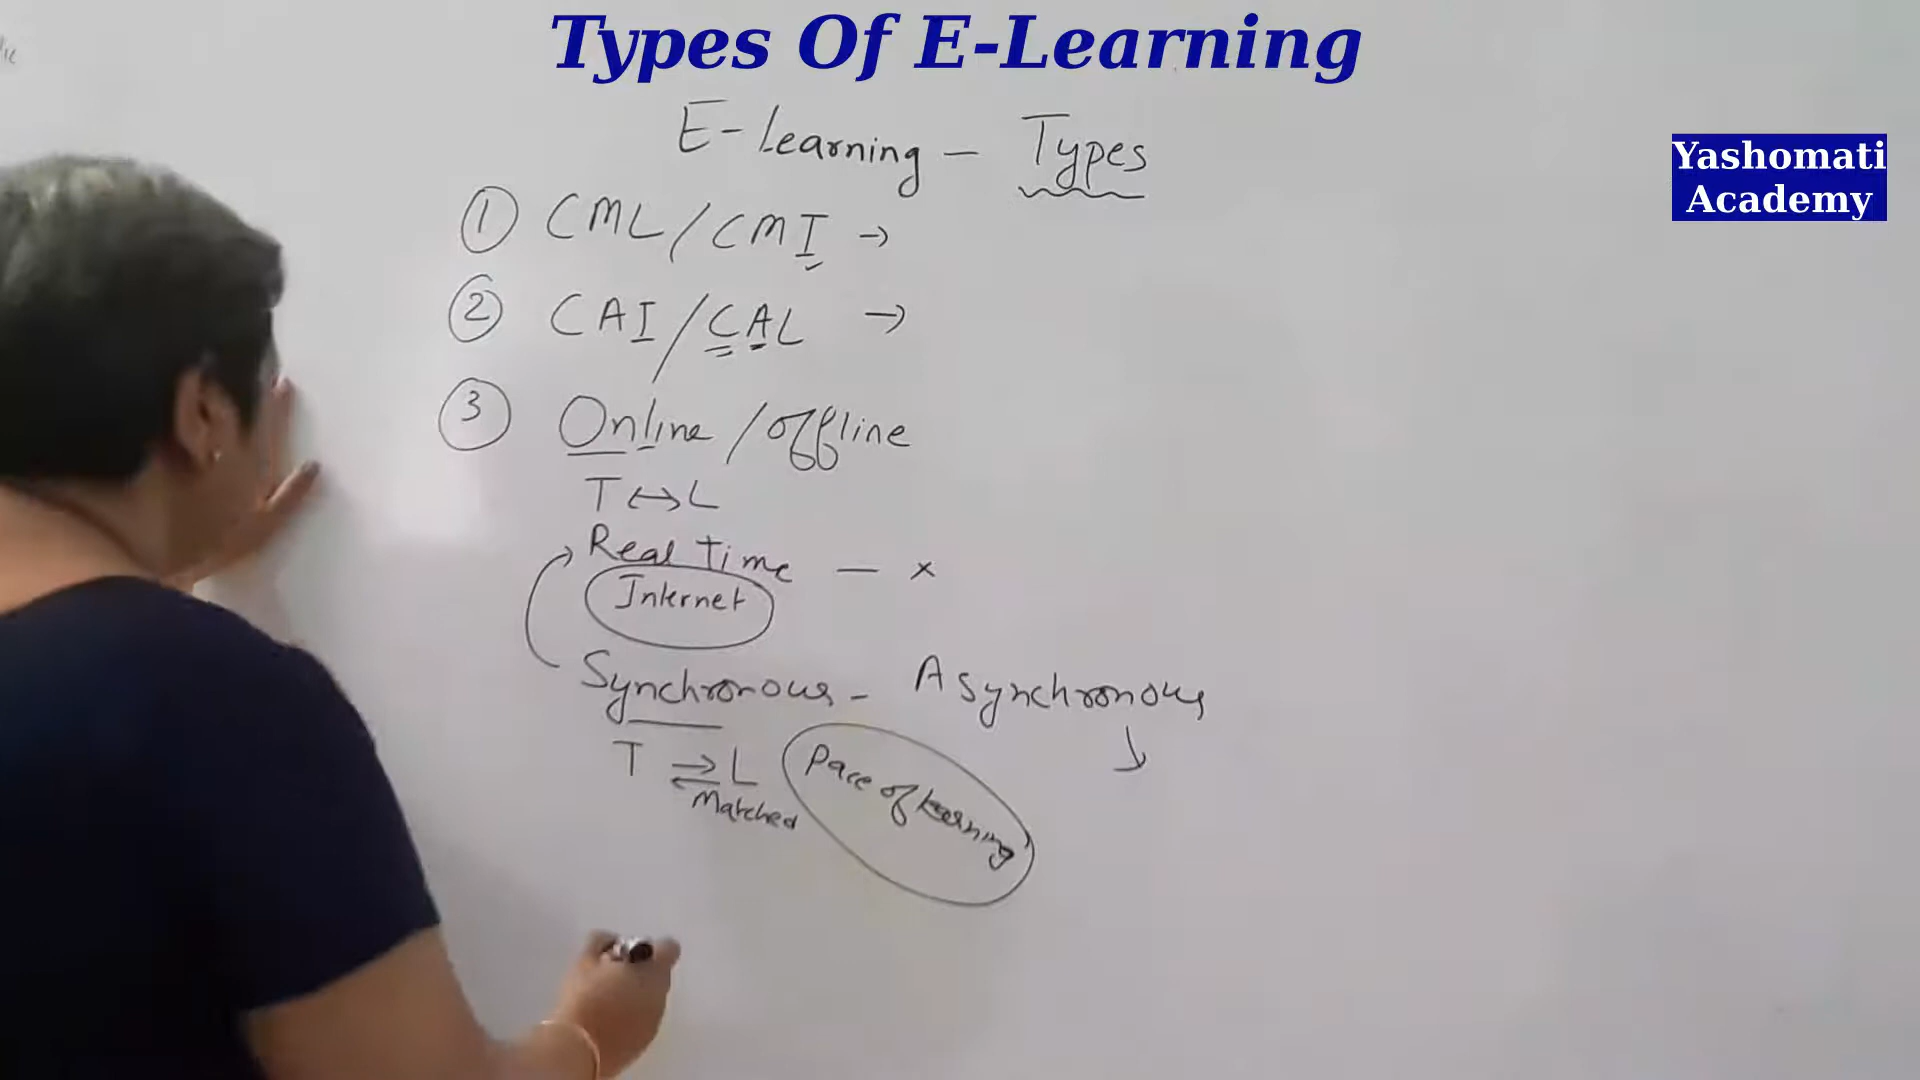 Types Of E-Learning
Yashomati
Academy
E-Learning — Types
① CML/CMI →
② CAI/CAL →
③ Online/offline
T ↔ L
Real Time — ×
Internet
Synchronous - Asynchronous
T ⇄ L
Matched
Pace of learning